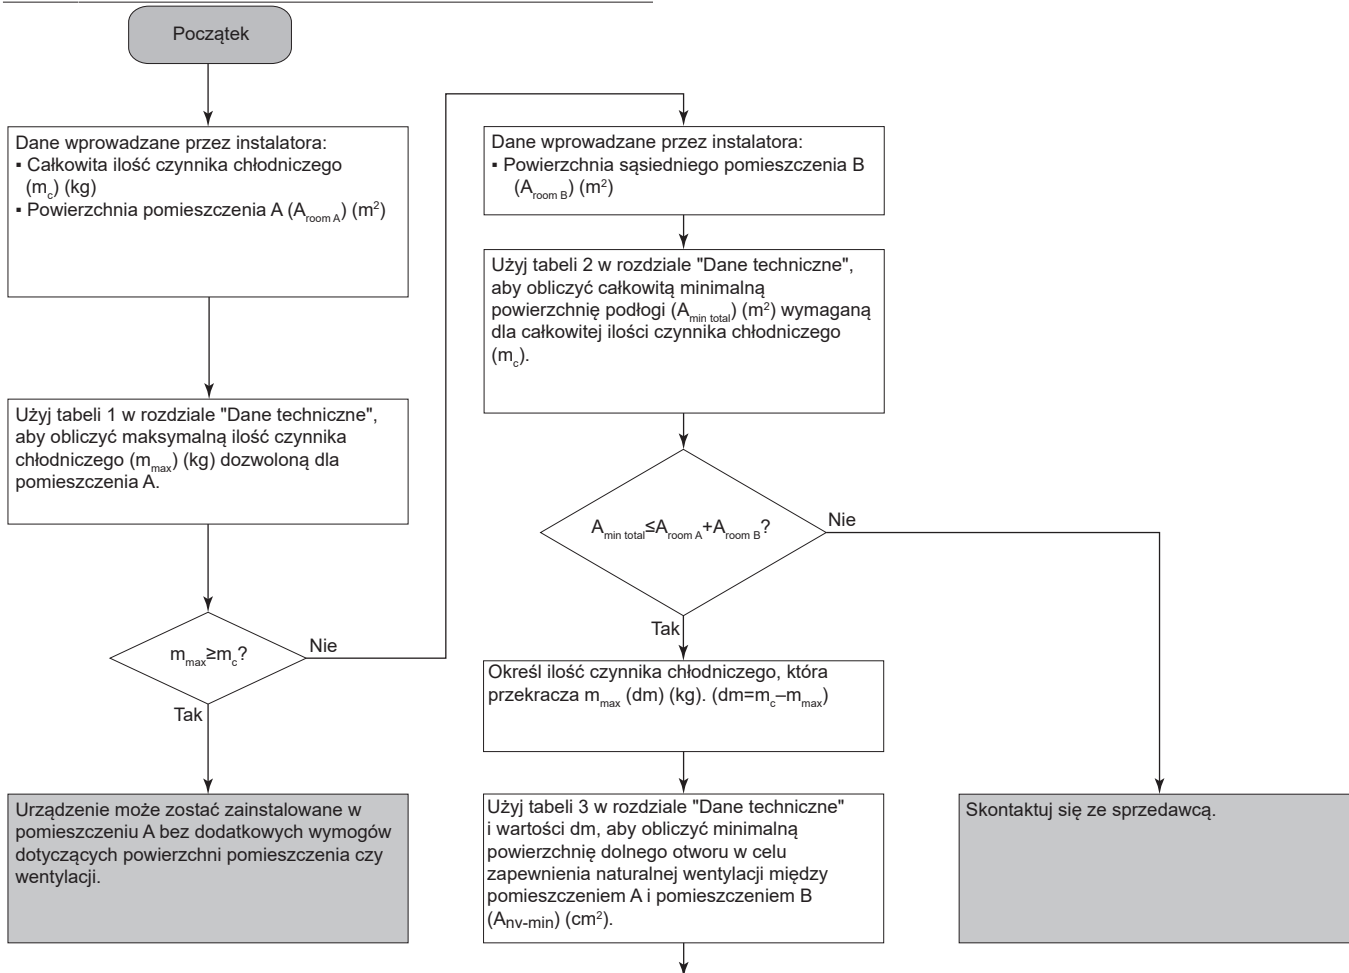 Początek
Dane wprowadzane przez instalatora:
▪ Całkowita ilość czynnika chłodniczego
(mc) (kg)
▪ Powierzchnia pomieszczenia A (Aroom A) (m²)
Użyj tabeli 1 w rozdziale "Dane techniczne",
aby obliczyć maksymalną ilość czynnika
chłodniczego (mmax) (kg) dozwoloną dla
pomieszczenia A.
mmax≥mc?
Nie
Tak
Urządzenie może zostać zainstalowane w
pomieszczeniu A bez dodatkowych wymogów
dotyczących powierzchni pomieszczenia czy
wentylacji.
Dane wprowadzane przez instalatora:
▪ Powierzchnia sąsiedniego pomieszczenia B
(Aroom B) (m²)
Użyj tabeli 2 w rozdziale "Dane techniczne",
aby obliczyć całkowitą minimalną
powierzchnię podłogi (Amin total) (m²) wymaganą
dla całkowitej ilości czynnika chłodniczego
(mc).
Amin total≤Aroom A+Aroom B?
Nie
Tak
Określ ilość czynnika chłodniczego, która
przekracza mmax (dm) (kg). (dm=mc–mmax)
Użyj tabeli 3 w rozdziale "Dane techniczne"
i wartości dm, aby obliczyć minimalną
powierzchnię dolnego otworu w celu
zapewnienia naturalnej wentylacji między
pomieszczeniem A i pomieszczeniem B
(Anv-min) (cm²).
Skontaktuj się ze sprzedawcą.